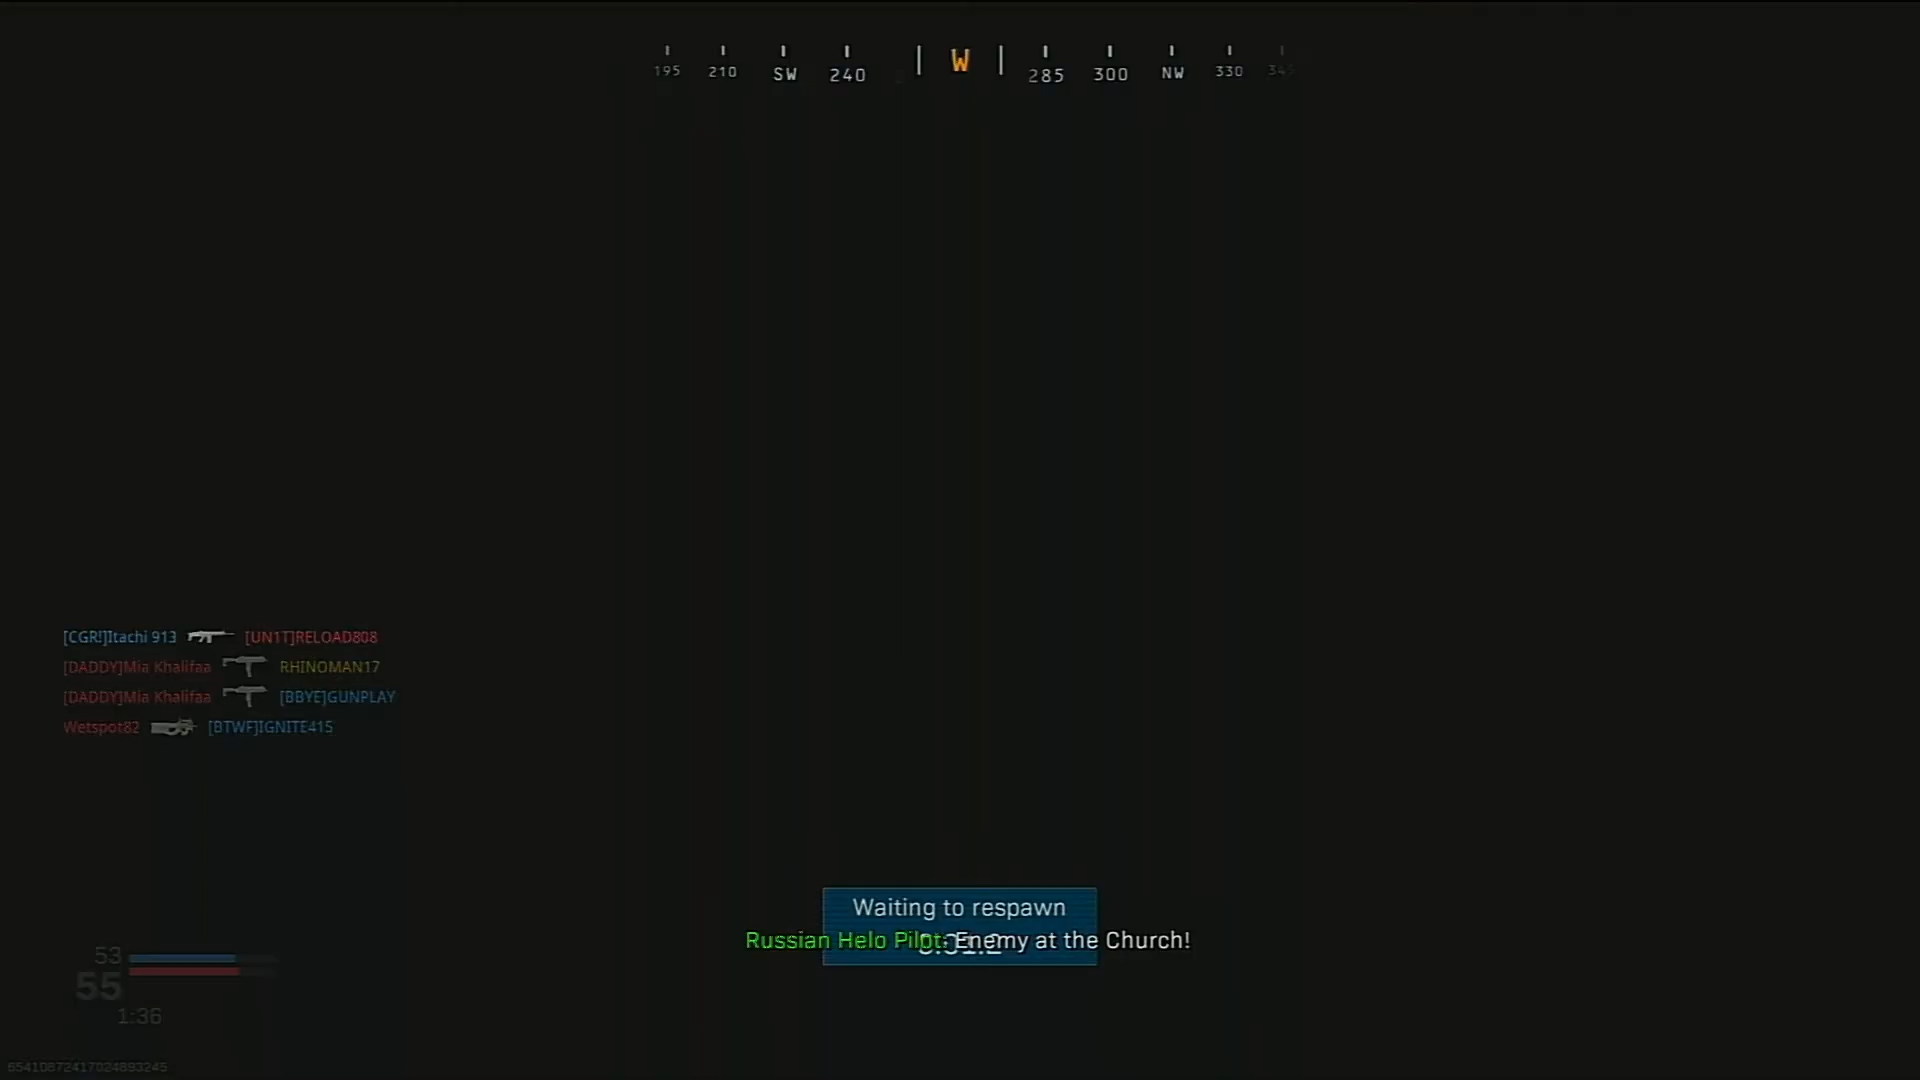 195 210 SW 240 W 285 300 NW 330 345
[CGR!]Itachi 913 [UN1T]RELOAD808
[DADDY]Mia Khalifaa RHINOMAN17
[DADDY]Mia Khalifaa [BBYE]GUNPLAY
Wetspot82 [BTWF]IGNITE415
Waiting to respawn
Russian Helo Pilot: Enemy at the Church!
53
55
1:36
65410872417024893245